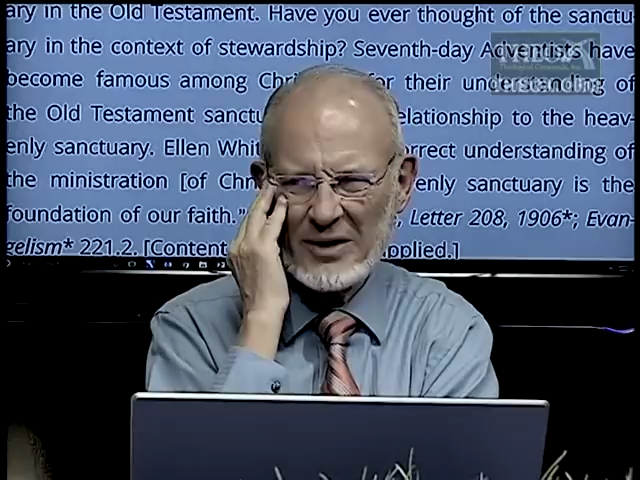 ary in the Old Testament. Have you ever thought of the sanctu
ary in the context of stewardship? Seventh-day Adventists have
become famous among Chr for their understanding of
the Old Testament sanctu elationship to the heav-
enly sanctuary. Ellen Whit orrect understanding of
the ministration [of Chr enly sanctuary is the
foundation of our faith." Letter 208, 1906*; Evan-
gelism* 221.2. [Content pplied.]